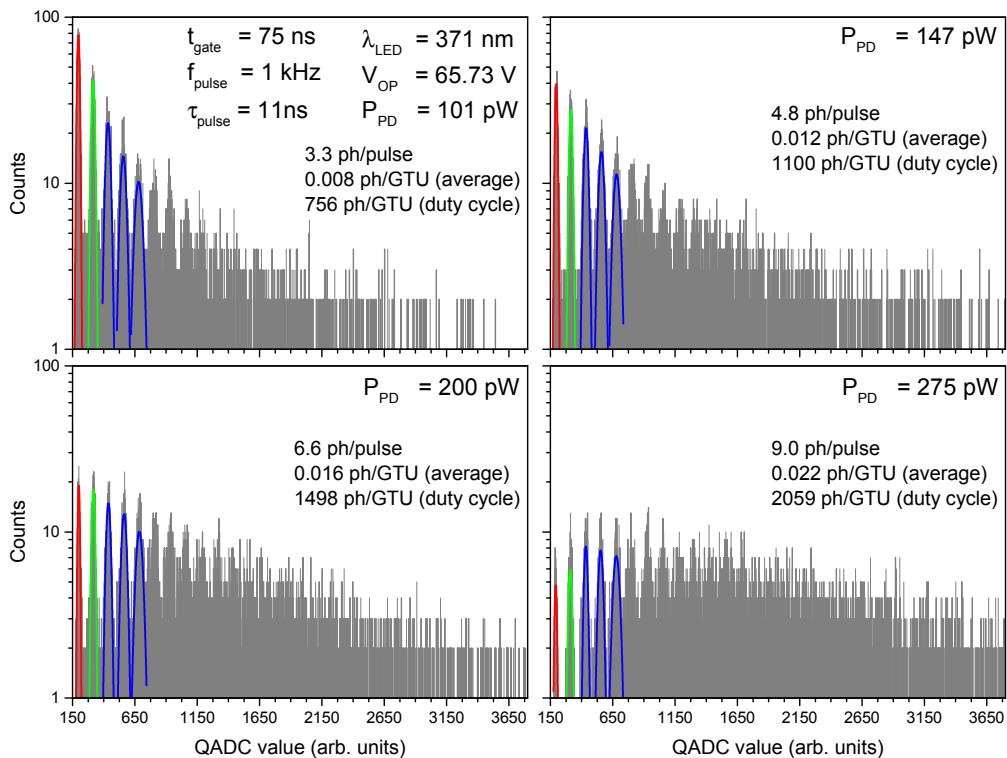 100
10
1
Counts
t_gate = 75 ns
f_pulse = 1 kHz
τ_pulse = 11ns
λ_LED = 371 nm
V_OP = 65.73 V
P_PD = 101 pW
3.3 ph/pulse
0.008 ph/GTU (average)
756 ph/GTU (duty cycle)
P_PD = 147 pW
4.8 ph/pulse
0.012 ph/GTU (average)
1100 ph/GTU (duty cycle)
100
10
1
Counts
P_PD = 200 pW
6.6 ph/pulse
0.016 ph/GTU (average)
1498 ph/GTU (duty cycle)
150 650 1150 1650 2150 2650 3150 3650
QADC value (arb. units)
P_PD = 275 pW
9.0 ph/pulse
0.022 ph/GTU (average)
2059 ph/GTU (duty cycle)
150 650 1150 1650 2150 2650 3150 3650
QADC value (arb. units)